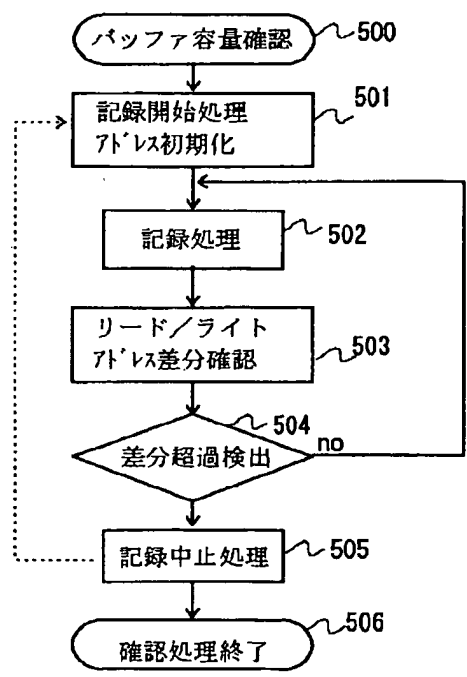 バッファ容量確認
500
記録開始処理
アドレス初期化
501
記録処理
502
リード／ライト
アドレス差分確認
503
504
差分超過検出
no
記録中止処理
505
確認処理終了
506